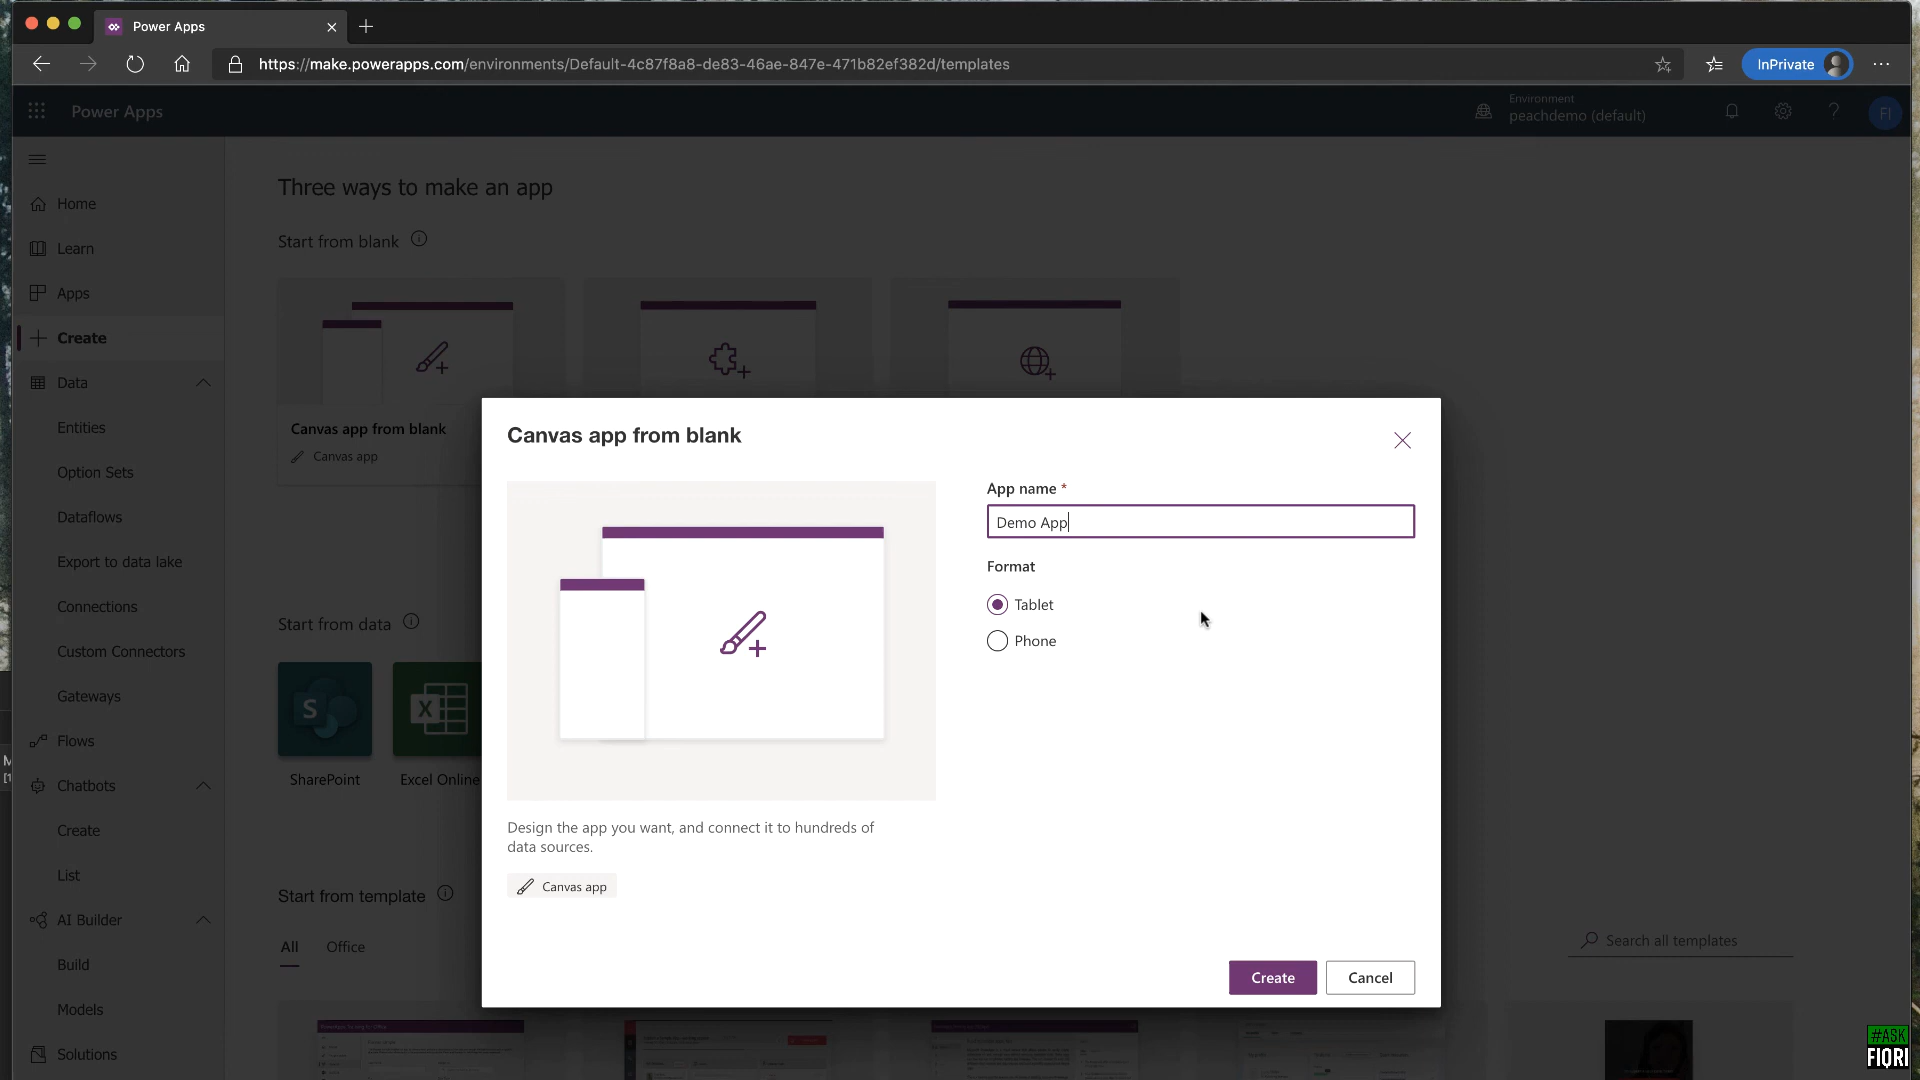 Power Apps
https://make.powerapps.com/environments/Default-4c87f8a8-de83-46ae-847e-471b82ef382d/templates
InPrivate
Power Apps
Environment
peachdemo (default)
?
FI
Home
Learn
Apps
Create
Data
Entities
Option Sets
Dataflows
Export to data lake
Connections
Custom Connectors
Gateways
Flows
Chatbots
Create
List
AI Builder
Build
Models
Solutions
Three ways to make an app
Start from blank
Canvas app from blank
Canvas app
Start from data
SharePoint
Excel Online
Start from template
All Office
Search all templates
Canvas app from blank
App name *
Demo App
Format
Tablet
Phone
Design the app you want, and connect it to hundreds of
data sources.
Canvas app
Create
Cancel
#ASK
FIORI